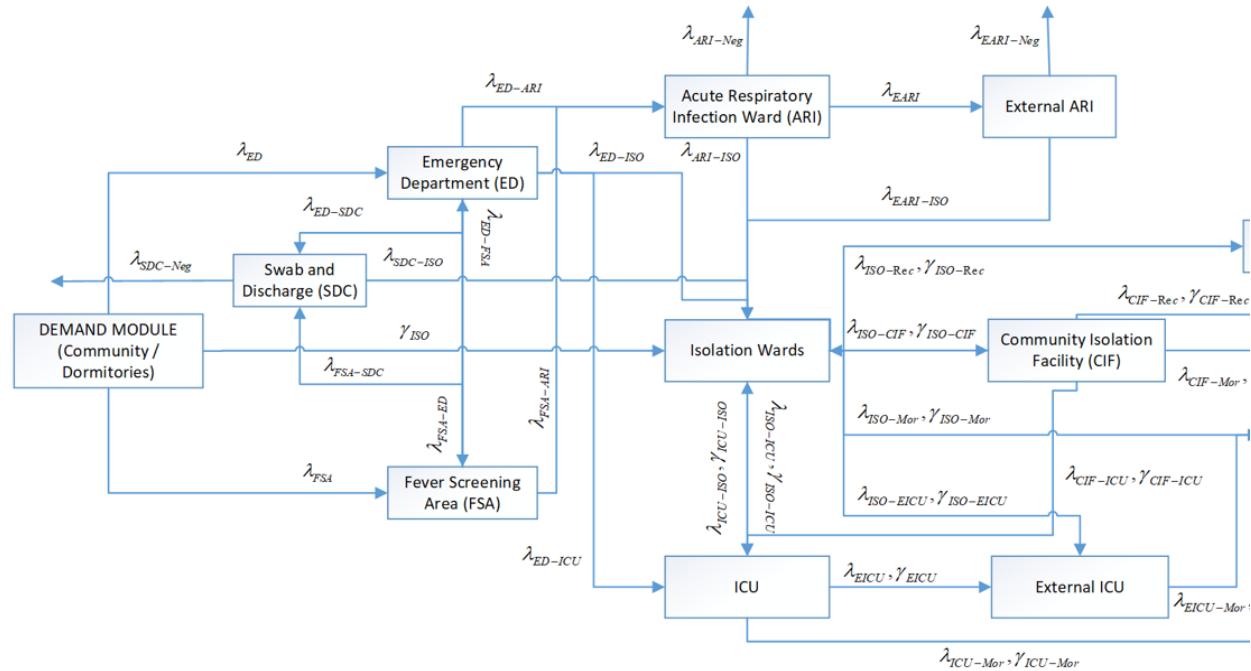 λARI−Neg
λEARI−Neg
λED−ARI
Acute Respiratory
Infection Ward (ARI)
λEARI
External ARI
λED
Emergency
Department (ED)
λED−ISO
λARI−ISO
λEARI−ISO
λED−SDC
λED−FSA
λSDC−Neg
Swab and
Discharge (SDC)
λSDC−ISO
λISO−Rec , γISO−Rec
λCIF−Rec , γCIF−Rec
DEMAND MODULE
(Community /
Dormitories)
γISO
Isolation Wards
λISO−CIF , γISO−CIF
Community Isolation
Facility (CIF)
λFSA−SDC
λCIF−Mor ,
λFSA−ED
λFSA−ARI
λICU−ISO , γICU−ISO
λISO−ICU , γISO−ICU
λISO−Mor , γISO−Mor
λFSA
Fever Screening
Area (FSA)
λCIF−ICU , γCIF−ICU
λISO−EICU , γISO−EICU
λED−ICU
ICU
λEICU , γEICU
External ICU
λEICU−Mor ,
λICU−Mor , γICU−Mor